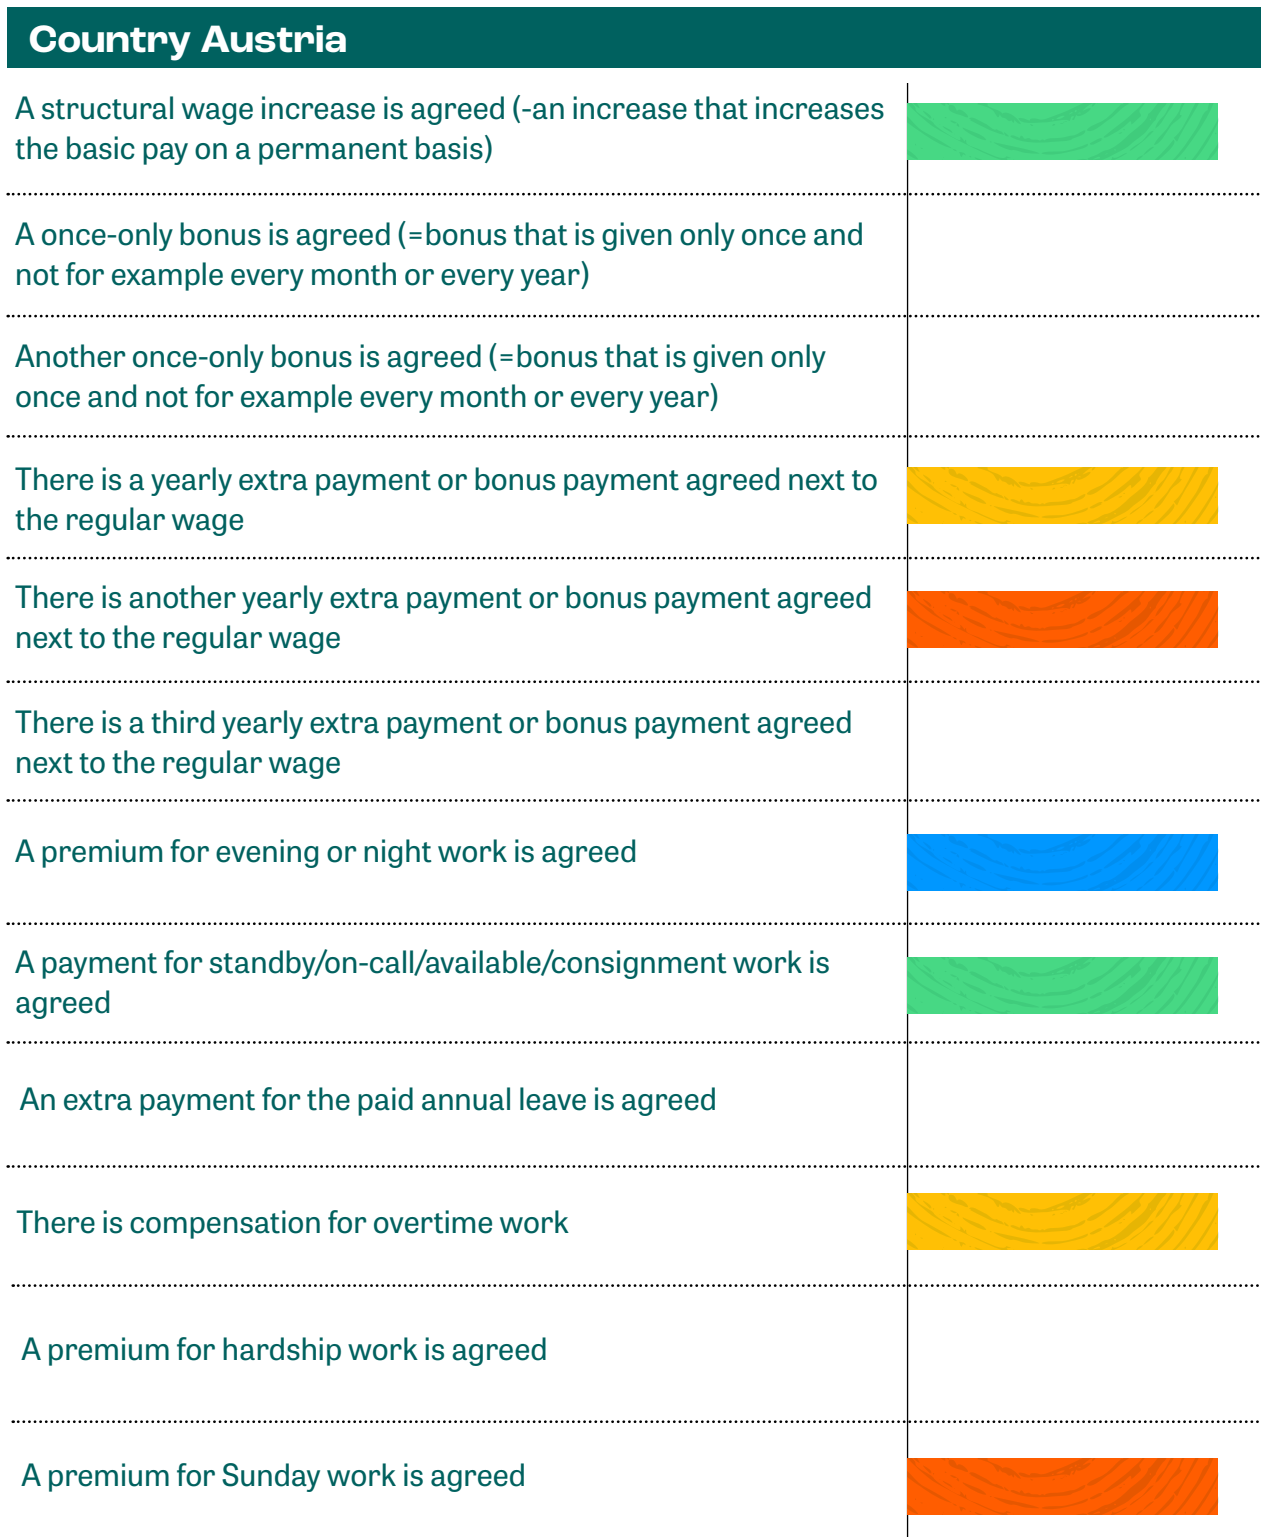 Country Austria
A structural wage increase is agreed (-an increase that increases
the basic pay on a permanent basis)
A once-only bonus is agreed (=bonus that is given only once and
not for example every month or every year)
Another once-only bonus is agreed (=bonus that is given only
once and not for example every month or every year)
There is a yearly extra payment or bonus payment agreed next to
the regular wage
There is another yearly extra payment or bonus payment agreed
next to the regular wage
There is a third yearly extra payment or bonus payment agreed
next to the regular wage
A premium for evening or night work is agreed
A payment for standby/on-call/available/consignment work is
agreed
An extra payment for the paid annual leave is agreed
There is compensation for overtime work
A premium for hardship work is agreed
A premium for Sunday work is agreed